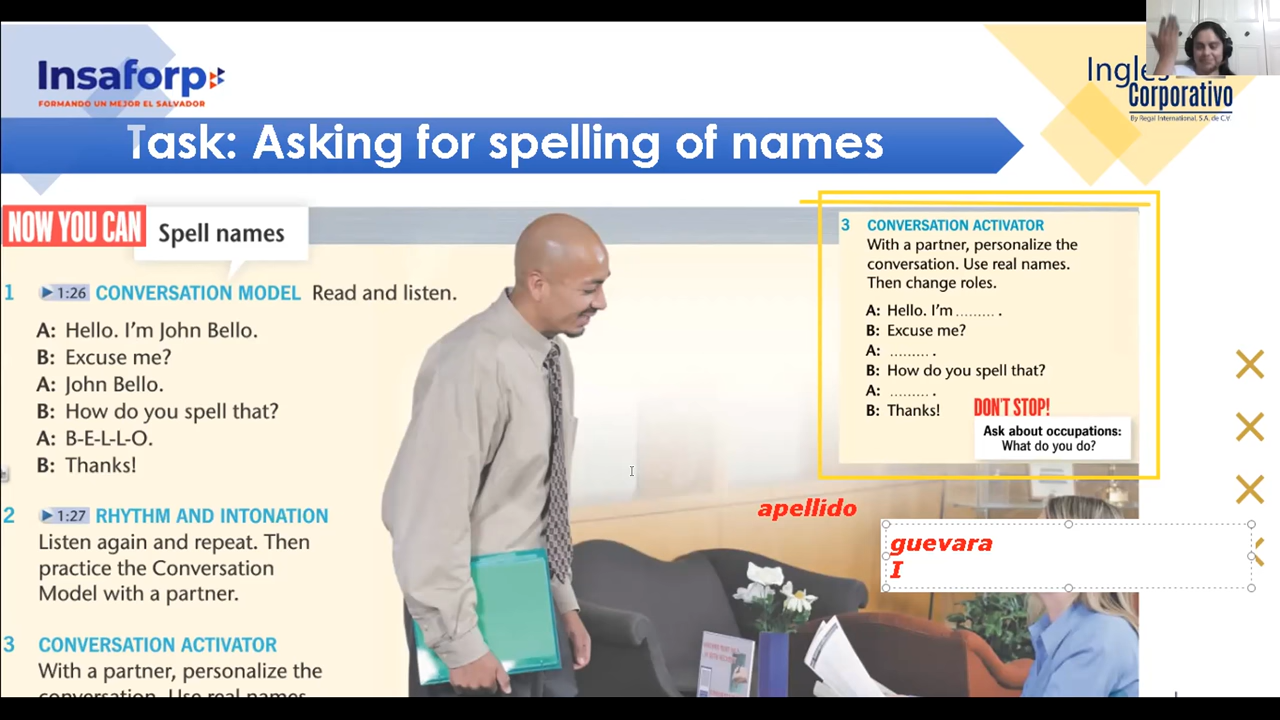 Insaforp
FORMANDO UN MEJOR EL SALVADOR
Inglés
Corporativo
By Regal International, S.A. de C.V.
Task: Asking for spelling of names
NOW YOU CAN
Spell names
1 1:26 CONVERSATION MODEL Read and listen.
A: Hello. I'm John Bello.
B: Excuse me?
A: John Bello.
B: How do you spell that?
A: B-E-L-L-O.
B: Thanks!
2 1:27 RHYTHM AND INTONATION
Listen again and repeat. Then
practice the Conversation
Model with a partner.
3 CONVERSATION ACTIVATOR
With a partner, personalize the
conversation. Use real names.
3 CONVERSATION ACTIVATOR
With a partner, personalize the
conversation. Use real names.
Then change roles.
A: Hello. I'm ......... .
B: Excuse me?
A: ......... .
B: How do you spell that?
A: ......... .
B: Thanks!
DON'T STOP!
Ask about occupations:
What do you do?
apellido
guevara
I